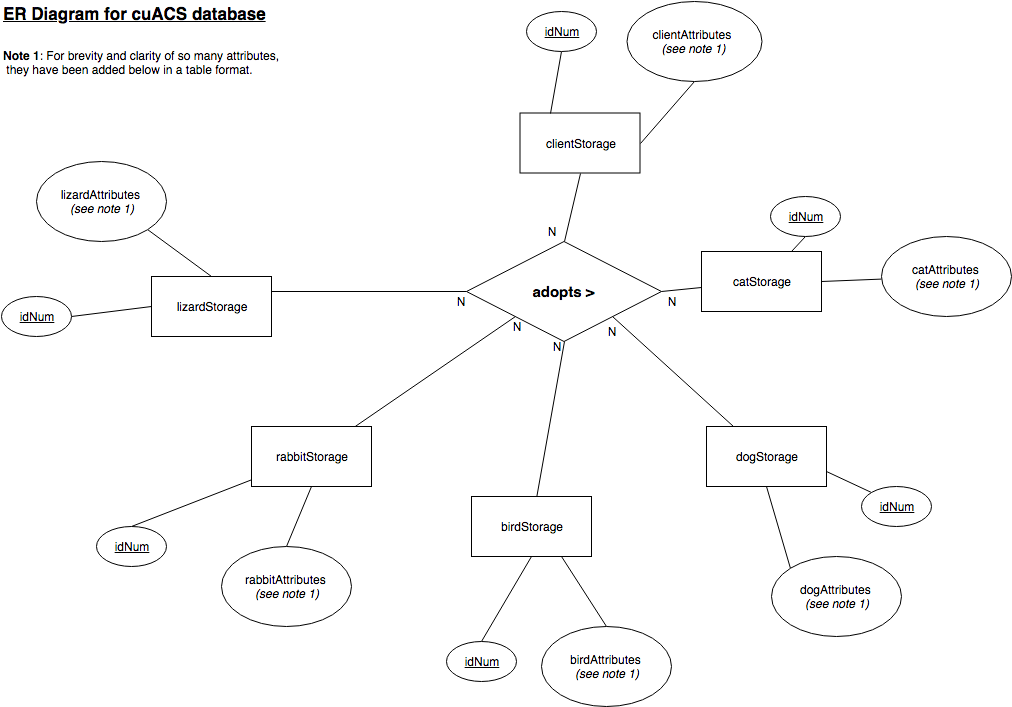 ER Diagram for cuACS database
Note 1: For brevity and clarity of so many attributes,
they have been added below in a table format.
idNum
clientAttributes
(see note 1)
clientStorage
lizardAttributes
(see note 1)
idNum
N
catAttributes
(see note 1)
catStorage
adopts >
lizardStorage
idNum
N
N
N
N
N
rabbitStorage
dogStorage
idNum
birdStorage
idNum
rabbitAttributes
(see note 1)
dogAttributes
(see note 1)
idNum
birdAttributes
(see note 1)